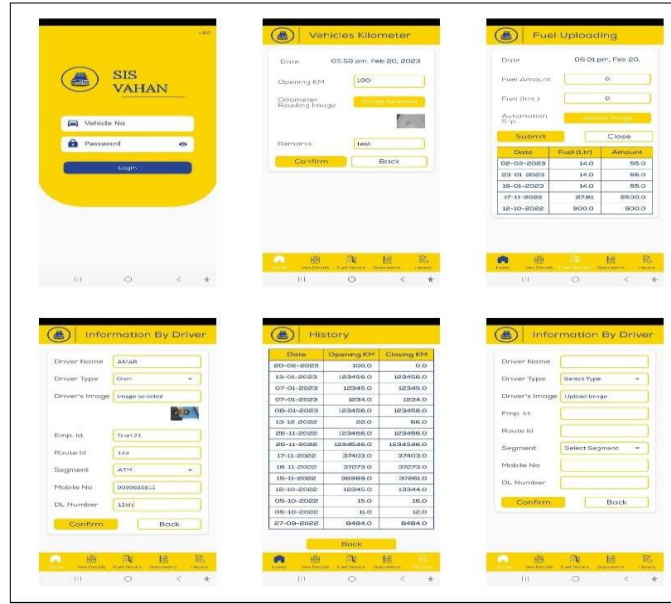 SIS
VAHAN
Vehicle No
Password
Login
Vehicles Kilometer
Date 05:59 pm, Feb 20, 2023
Opening KM 100
Odometer
Reading Image
Remarks test
Confirm Back
Fuel Uploading
Date 06:01 pm, Feb 20,
Fuel Amount 0
Fuel (ltrs.) 0
Automation
Slip Upload Image
Submit Close
Date Fuel (Ltr) Amount
02-02-2023 14.0 55.0
23-01-2023 14.0 55.0
19-01-2023 14.0 55.0
17-11-2022 27.81 2500.0
12-10-2022 900.0 900.0
Information By Driver
Driver Name AMAR
Driver Type Own
Driver's Image Image Selected
Emp. Id. Test21
Route Id 12a
Segment ATM
Mobile No
DL Number
Confirm Back
History
Date Opening KM Closing KM
20-02-2023 100.0 0.0
13-01-2023 123456.0 123456.0
07-01-2023 12345.0 12345.0
07-01-2023 1234.0 1234.0
06-01-2023 123456.0 123456.0
13-12-2022 22.0 66.0
28-11-2022 123456.0 123456.0
26-11-2022 1234546.0 1234546.0
17-11-2022 37403.0 37403.0
16-11-2022 37273.0 37273.0
15-11-2022
12-10-2022 12345.0 13344.0
05-10-2022 15.0 16.0
05-10-2022 11.0 12.0
27-09-2022 8484.0 8484.0
Back
Information By Driver
Driver Name
Driver Type Select Type
Driver's Image Upload Image
Emp. Id.
Route Id
Segment Select Segment
Mobile No
DL Number
Confirm Back